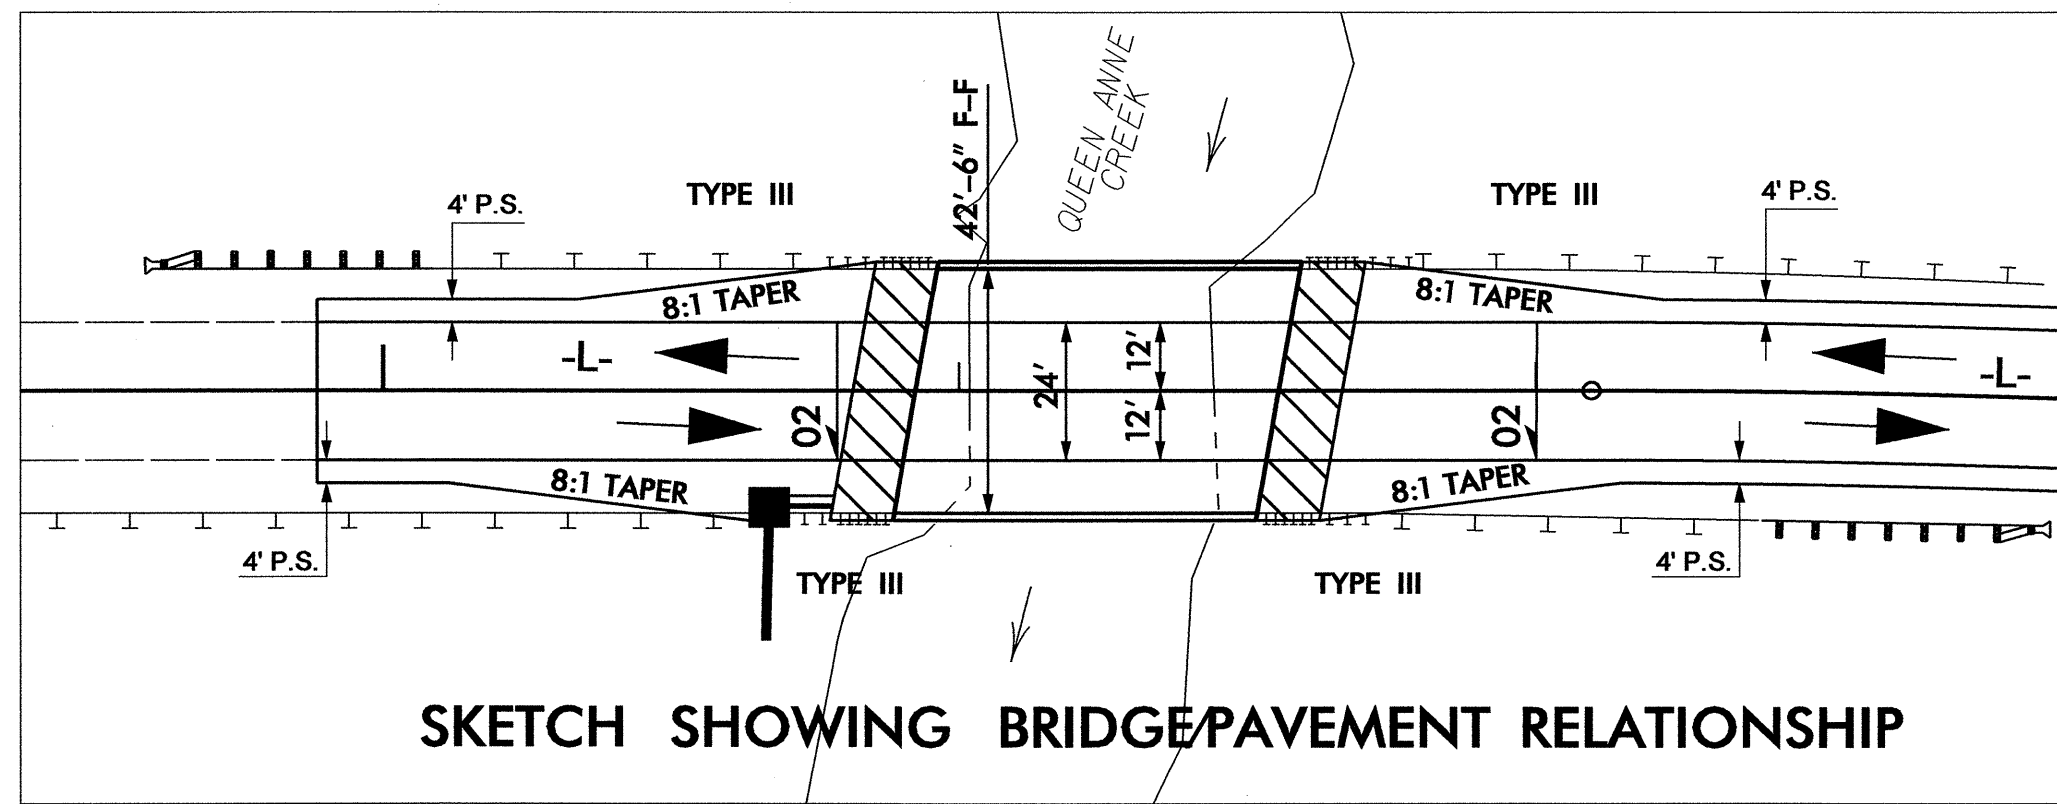 QUEEN ANNE
CREEK
42'-6" F-F
4' P.S.
TYPE III
TYPE III
4' P.S.
8:1 TAPER
8:1 TAPER
-L-
24'
12'
12'
-L-
02
02
8:1 TAPER
8:1 TAPER
4' P.S.
TYPE III
TYPE III
4' P.S.
SKETCH SHOWING BRIDGE/PAVEMENT RELATIONSHIP